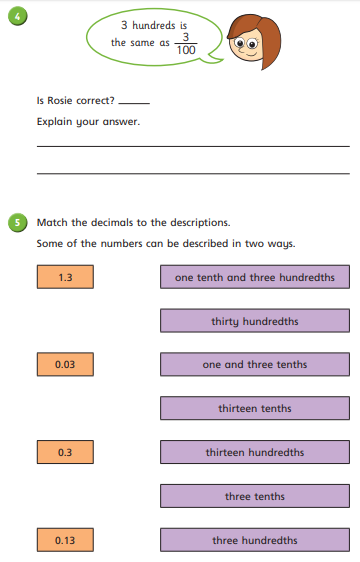 4
3 hundreds is
the same as 3/100
Is Rosie correct? ____
Explain your answer.
5
Match the decimals to the descriptions.
Some of the numbers can be described in two ways.
1.3 one tenth and three hundredths
thirty hundredths
0.03 one and three tenths
thirteen tenths
0.3 thirteen hundredths
three tenths
0.13 three hundredths